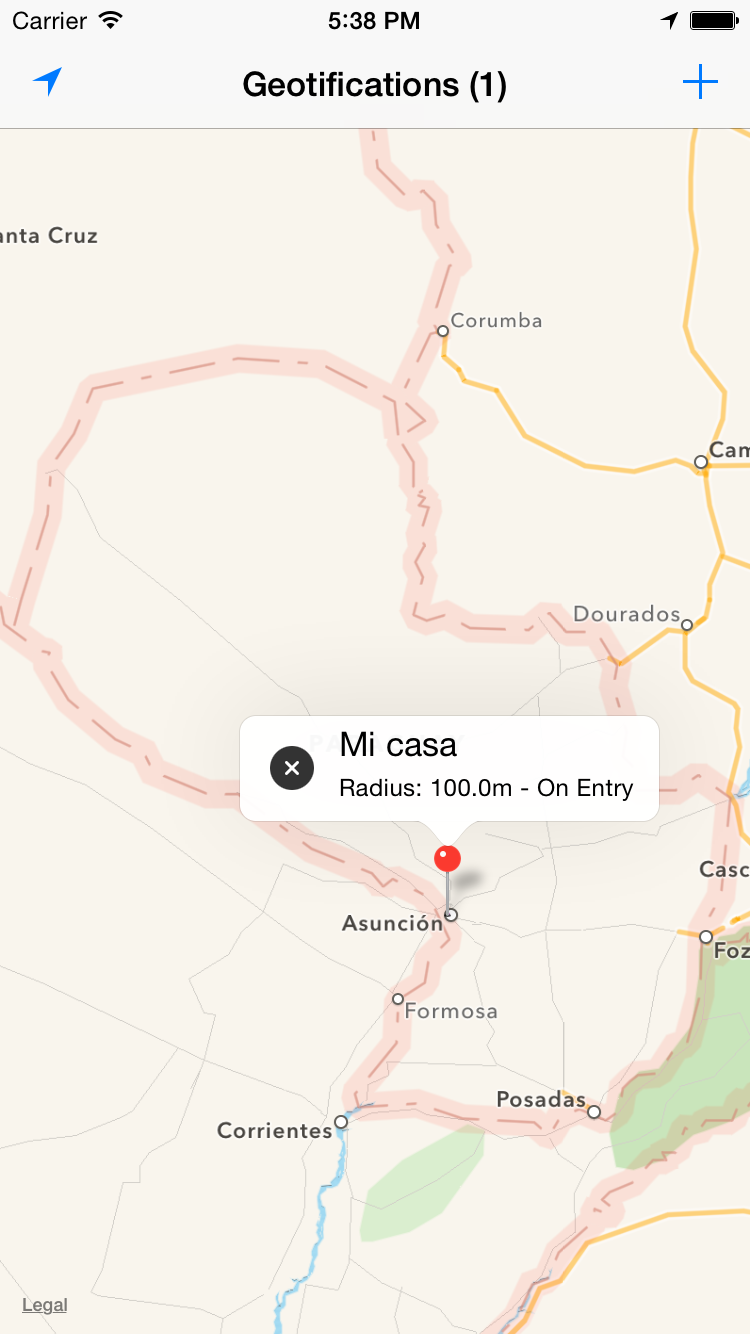 Carrier 5:38 PM
Geotifications (1)
anta Cruz
Corumba
Cam
Dourados
Mi casa
Radius: 100.0m - On Entry
Casc
Asunción
Foz
Formosa
Posadas
Corrientes
Legal